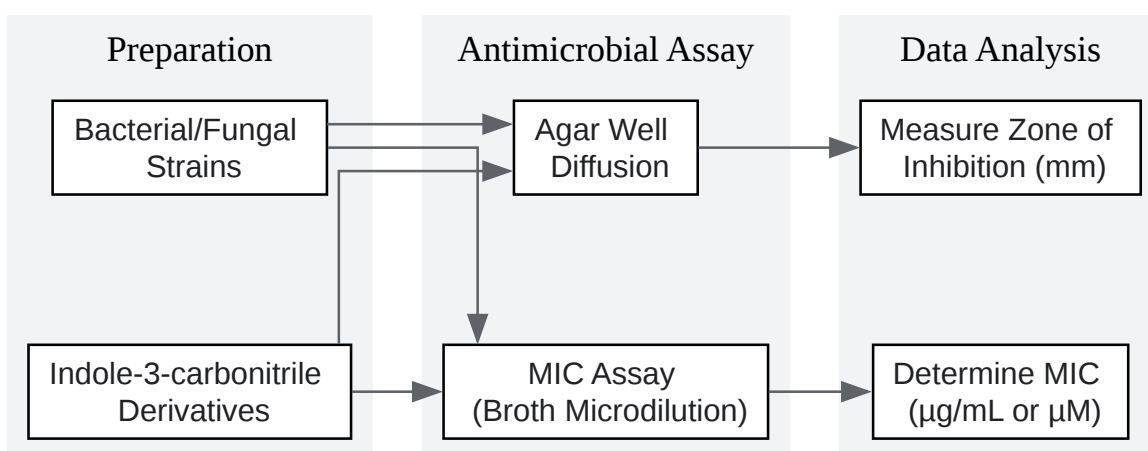 Preparation
Bacterial/Fungal
Strains
Indole-3-carbonitrile
Derivatives
Antimicrobial Assay
Agar Well
Diffusion
MIC Assay
(Broth Microdilution)
Data Analysis
Measure Zone of
Inhibition (mm)
Determine MIC
(µg/mL or µM)